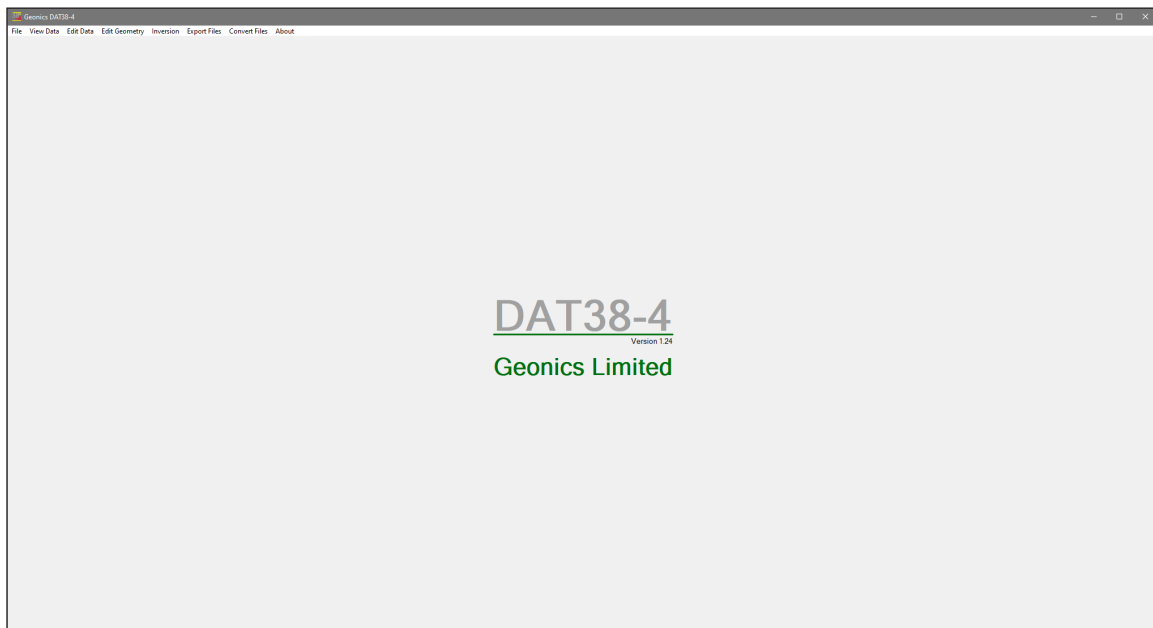 Geonics DAT38-4
File View Data Edit Data Edit Geometry Inversion Export Files Convert Files About
DAT38-4
Version 1.24
Geonics Limited